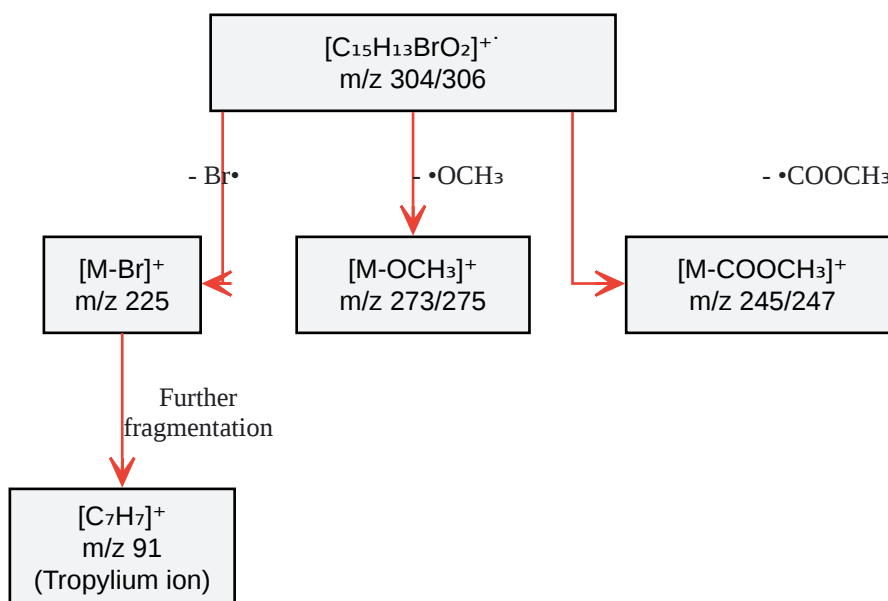 [C₁₅H₁₃BrO₂]⁺˙
m/z 304/306
- Br•
- •OCH₃
- •COOCH₃
[M-Br]⁺
m/z 225
[M-OCH₃]⁺
m/z 273/275
[M-COOCH₃]⁺
m/z 245/247
Further
fragmentation
[C₇H₇]⁺
m/z 91
(Tropylium ion)